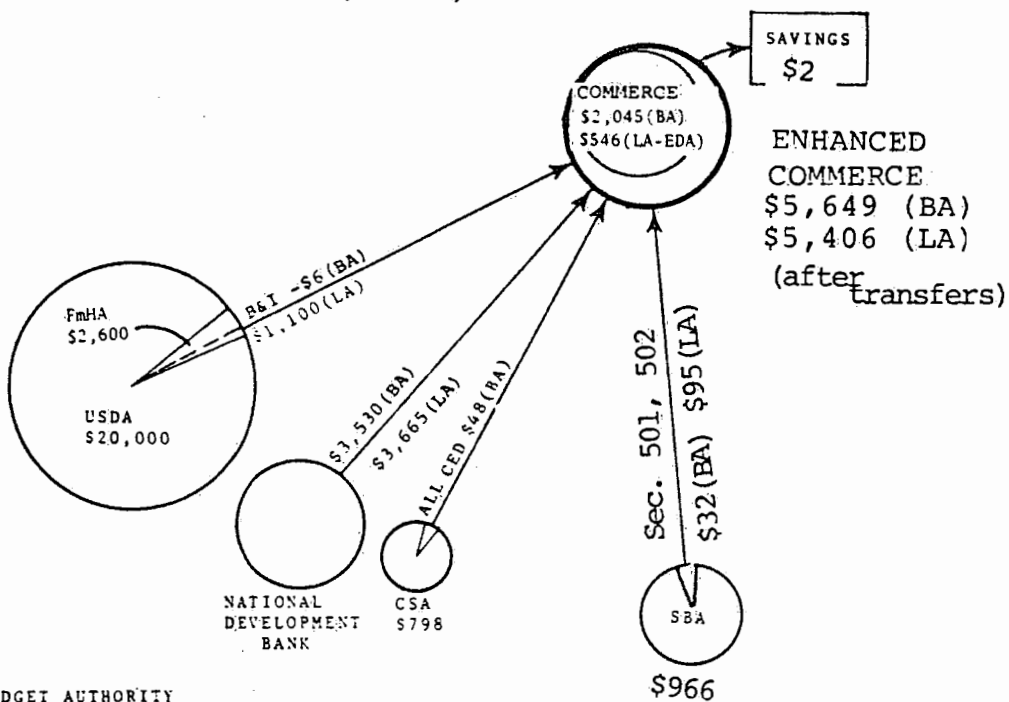 SAVINGS
$2
COMMERCE
$2,045(BA)
$546(LA-EDA)
ENHANCED
COMMERCE
$5,649 (BA)
$5,406 (LA)
(after transfers)
B&I -$6(BA)
$1,100(LA)
FmHA
$2,600
USDA
$20,000
$3,530(BA)
$3,665(LA)
ALL CED $48(BA)
Sec. 501, 502
$32(BA) $95(LA)
NATIONAL
DEVELOPMENT
BANK
CSA
$798
SBA
$966
DGET AUTHORITY